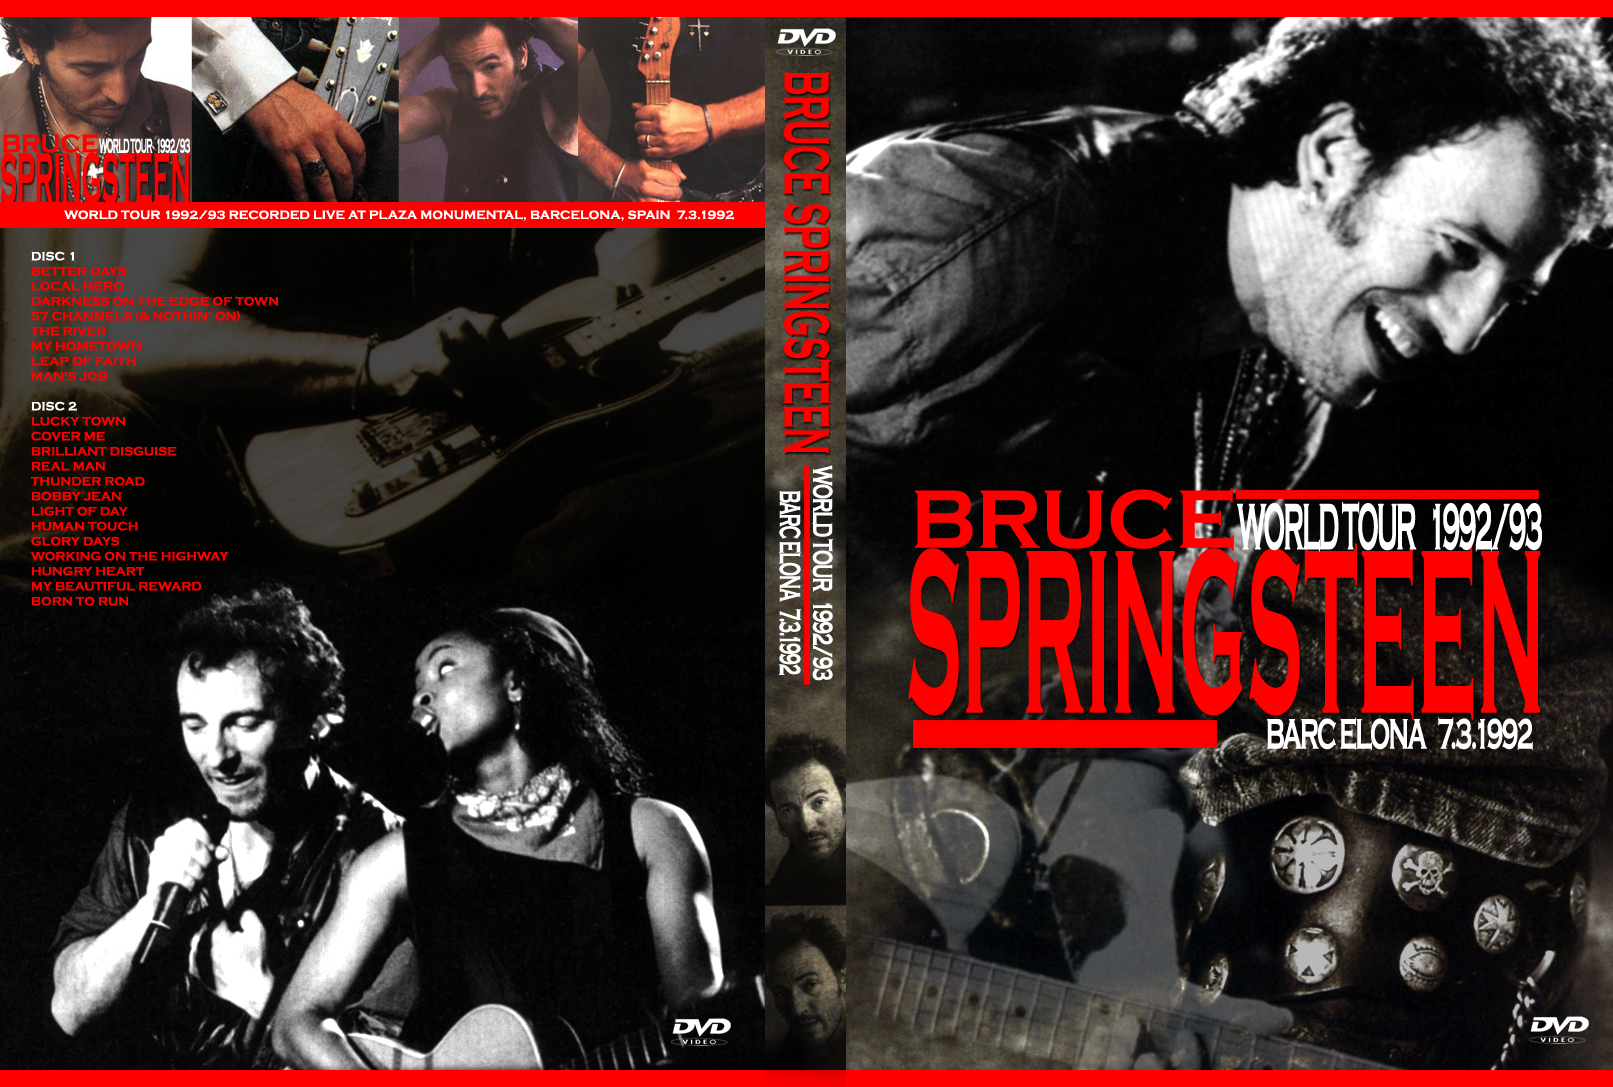 BRUCE WORLD TOUR 1992/93
SPRINGSTEEN
WORLD TOUR 1992/93 RECORDED LIVE AT PLAZA MONUMENTAL, BARCELONA, SPAIN 7.3.1992
DISC 1
BETTER DAYS
LOCAL HERO
DARKNESS ON THE EDGE OF TOWN
57 CHANNELS (& NOTHIN' ON)
THE RIVER
MY HOMETOWN
LEAP OF FAITH
MAN'S JOB
DISC 2
LUCKY TOWN
COVER ME
BRILLIANT DISGUISE
REAL MAN
THUNDER ROAD
BOBBY JEAN
LIGHT OF DAY
HUMAN TOUCH
GLORY DAYS
WORKING ON THE HIGHWAY
HUNGRY HEART
MY BEAUTIFUL REWARD
BORN TO RUN
DVD
VIDEO
DVD
VIDEO
BRUCE SPRINGSTEEN
WORLD TOUR 1992/93
BARCELONA 7.3.1992
BRUCE WORLD TOUR 1992/93
SPRINGSTEEN
BARCELONA 7.3.1992
DVD
VIDEO